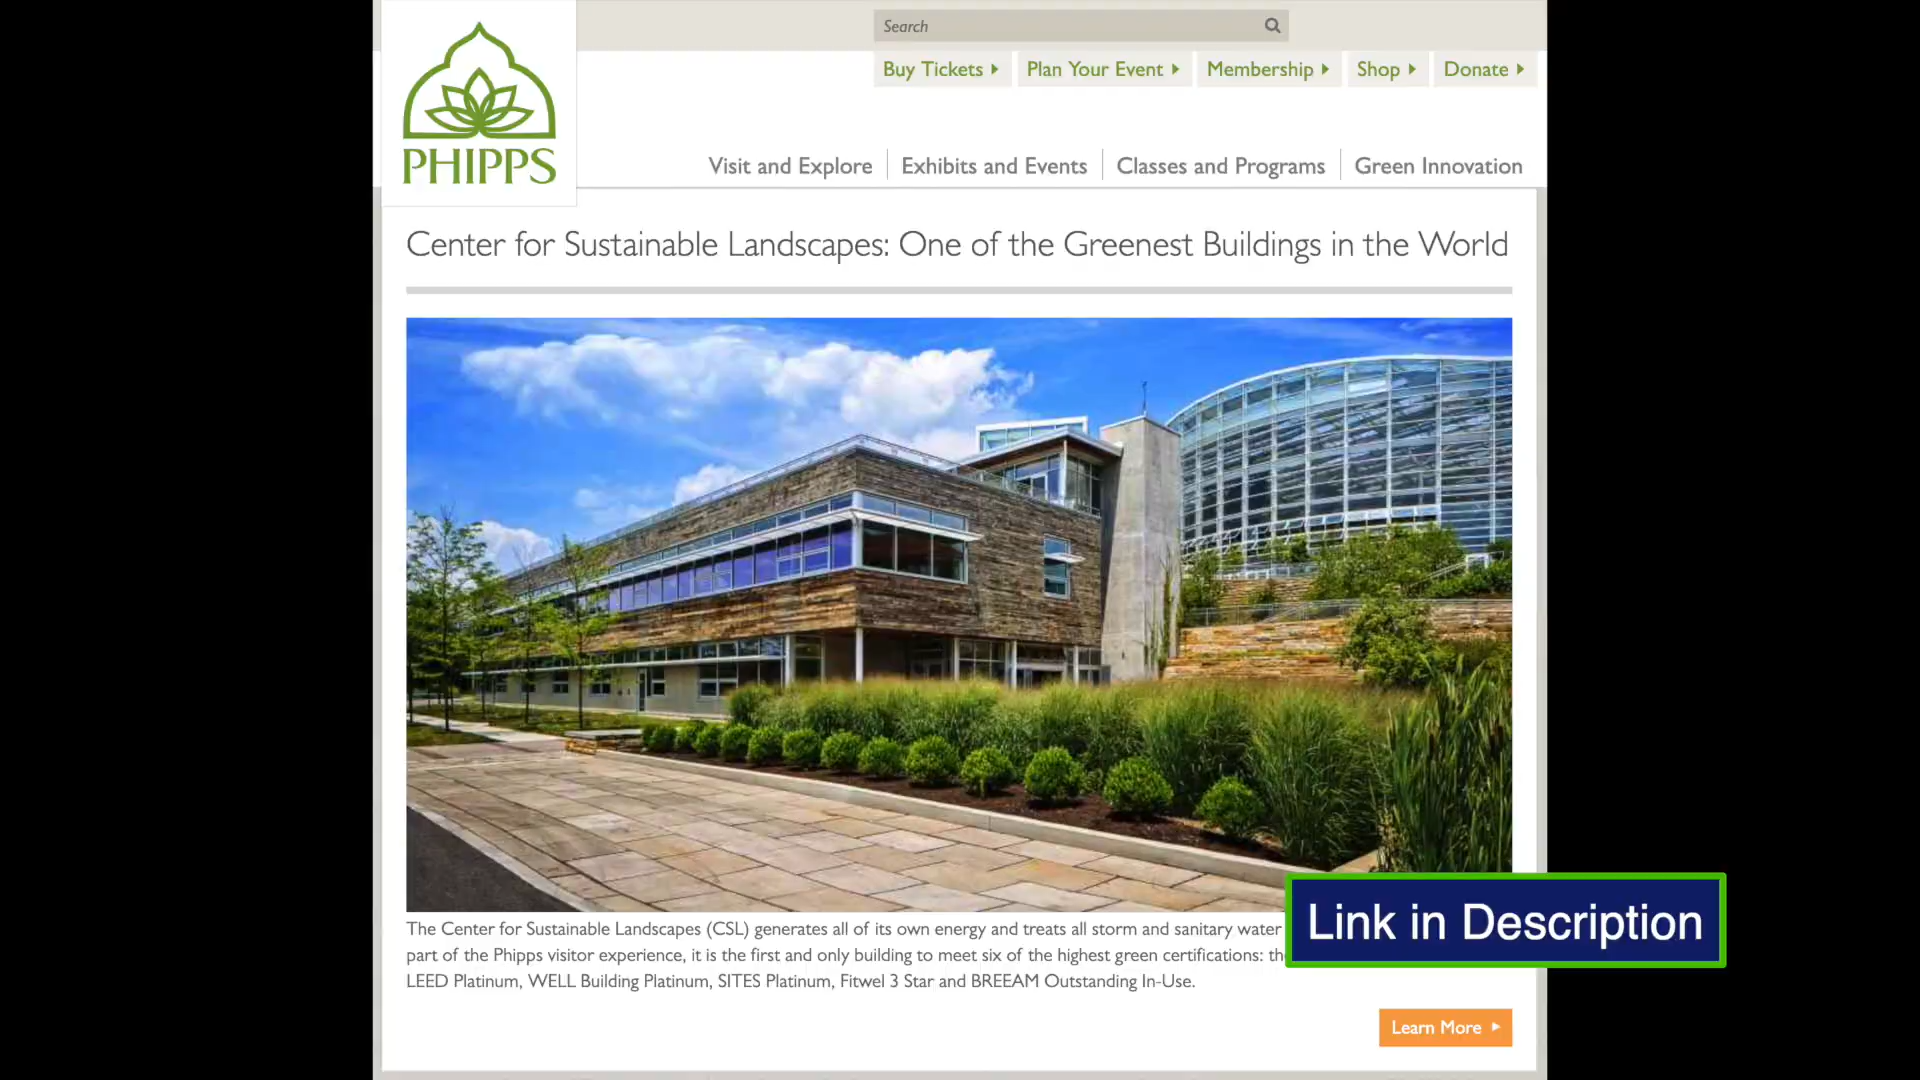 Search
Buy Tickets
Plan Your Event
Membership
Shop
Donate
PHIPPS
Visit and Explore
Exhibits and Events
Classes and Programs
Green Innovation
Center for Sustainable Landscapes: One of the Greenest Buildings in the World
The Center for Sustainable Landscapes (CSL) generates all of its own energy and treats all storm and sanitary water
part of the Phipps visitor experience, it is the first and only building to meet six of the highest green certifications:
LEED Platinum, WELL Building Platinum, SITES Platinum, Fitwel 3 Star and BREEAM Outstanding In-Use.
Link in Description
Learn More